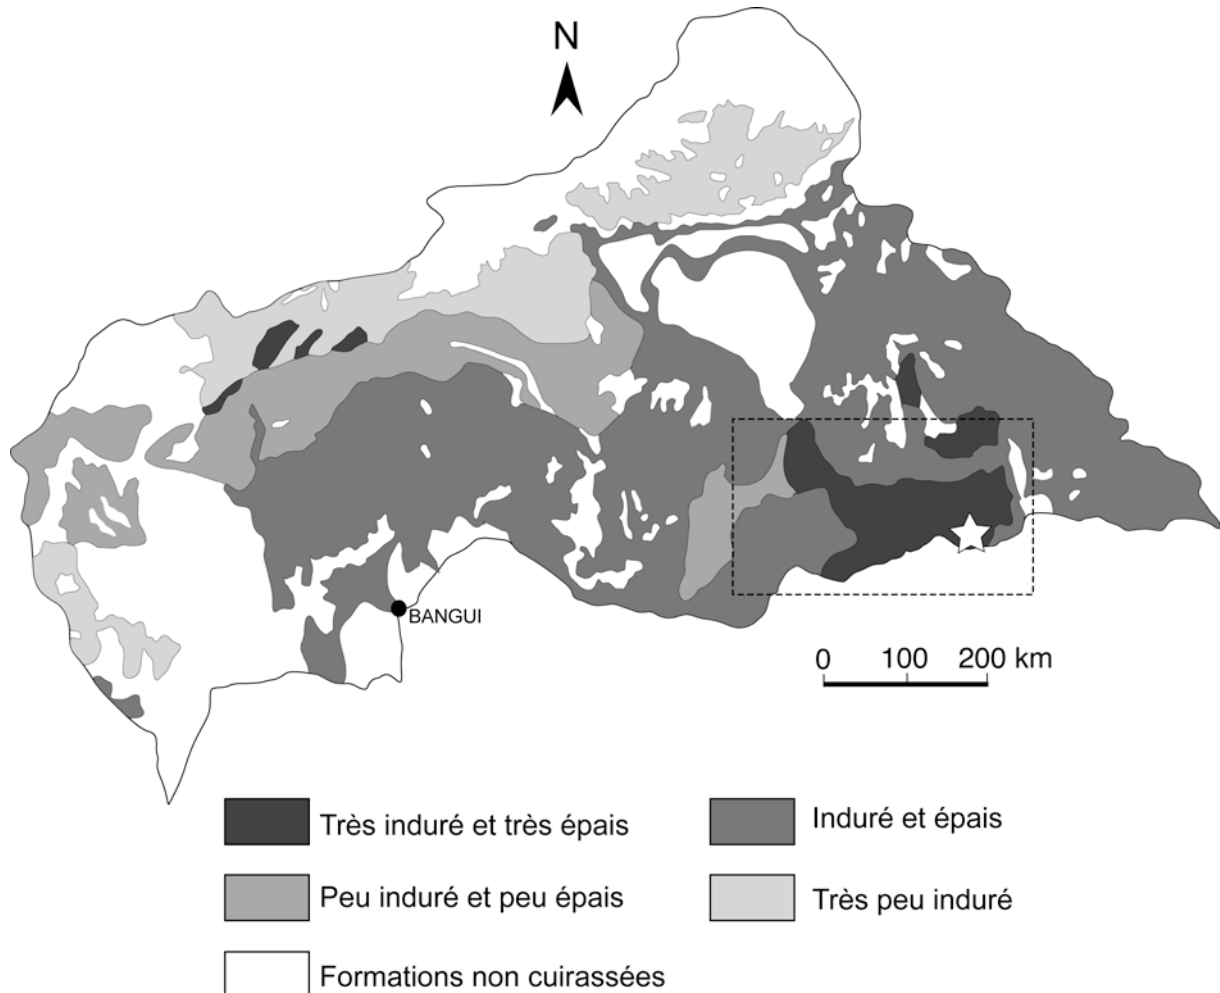 N
BANGUI
0 100 200 km
Très induré et très épais
Induré et épais
Peu induré et peu épais
Très peu induré
Formations non cuirassées